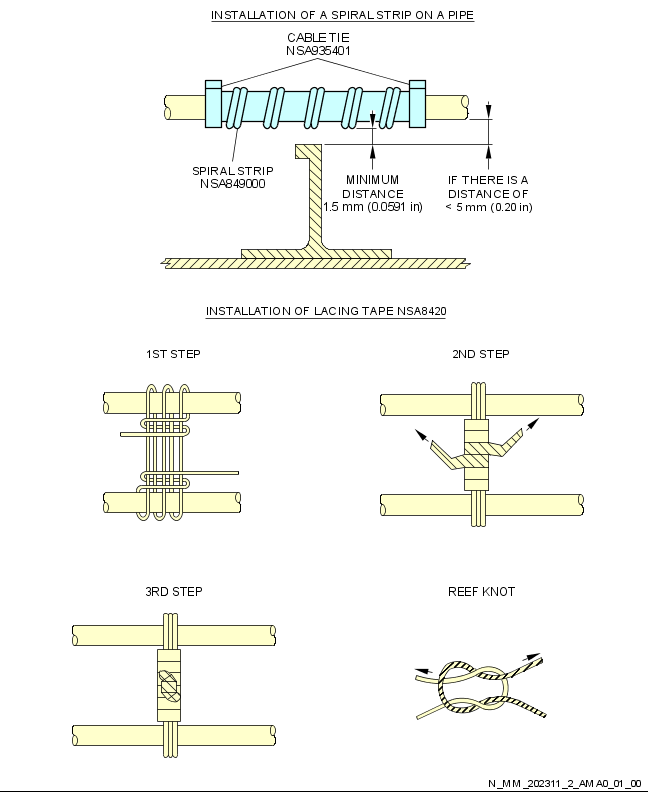 INSTALLATION OF A SPIRAL STRIP ON A PIPE
CABLE TIE
NSA935401
SPIRAL STRIP
NSA849000
MINIMUM
DISTANCE
1.5 mm (0.0591 in)
IF THERE IS A
DISTANCE OF
< 5 mm (0.20 in)
INSTALLATION OF LACING TAPE NSA8420
1ST STEP
2ND STEP
3RD STEP
REEF KNOT
N_MM_202311_2_AMA0_01_00